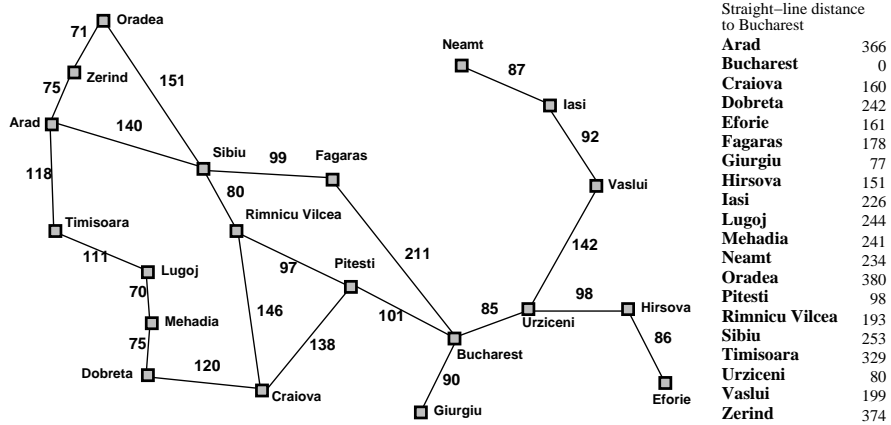 Oradea
71
Neamt
Zerind
87
151
75
Iasi
Arad
140
92
Sibiu
99
Fagaras
118
80
Vaslui
Timisoara
Rimnicu Vilcea
111
Lugoj
97
Pitesti
211
142
70
98
Hirsova
Mehadia
146
101
85
Urziceni
75
138
86
120
Bucharest
Dobreta
90
Craiova
Eforie
Giurgiu
Straight–line distance
to Bucharest
Arad 366
Bucharest 0
Craiova 160
Dobreta 242
Eforie 161
Fagaras 178
Giurgiu 77
Hirsova 151
Iasi 226
Lugoj 244
Mehadia 241
Neamt 234
Oradea 380
Pitesti 98
Rimnicu Vilcea 193
Sibiu 253
Timisoara 329
Urziceni 80
Vaslui 199
Zerind 374